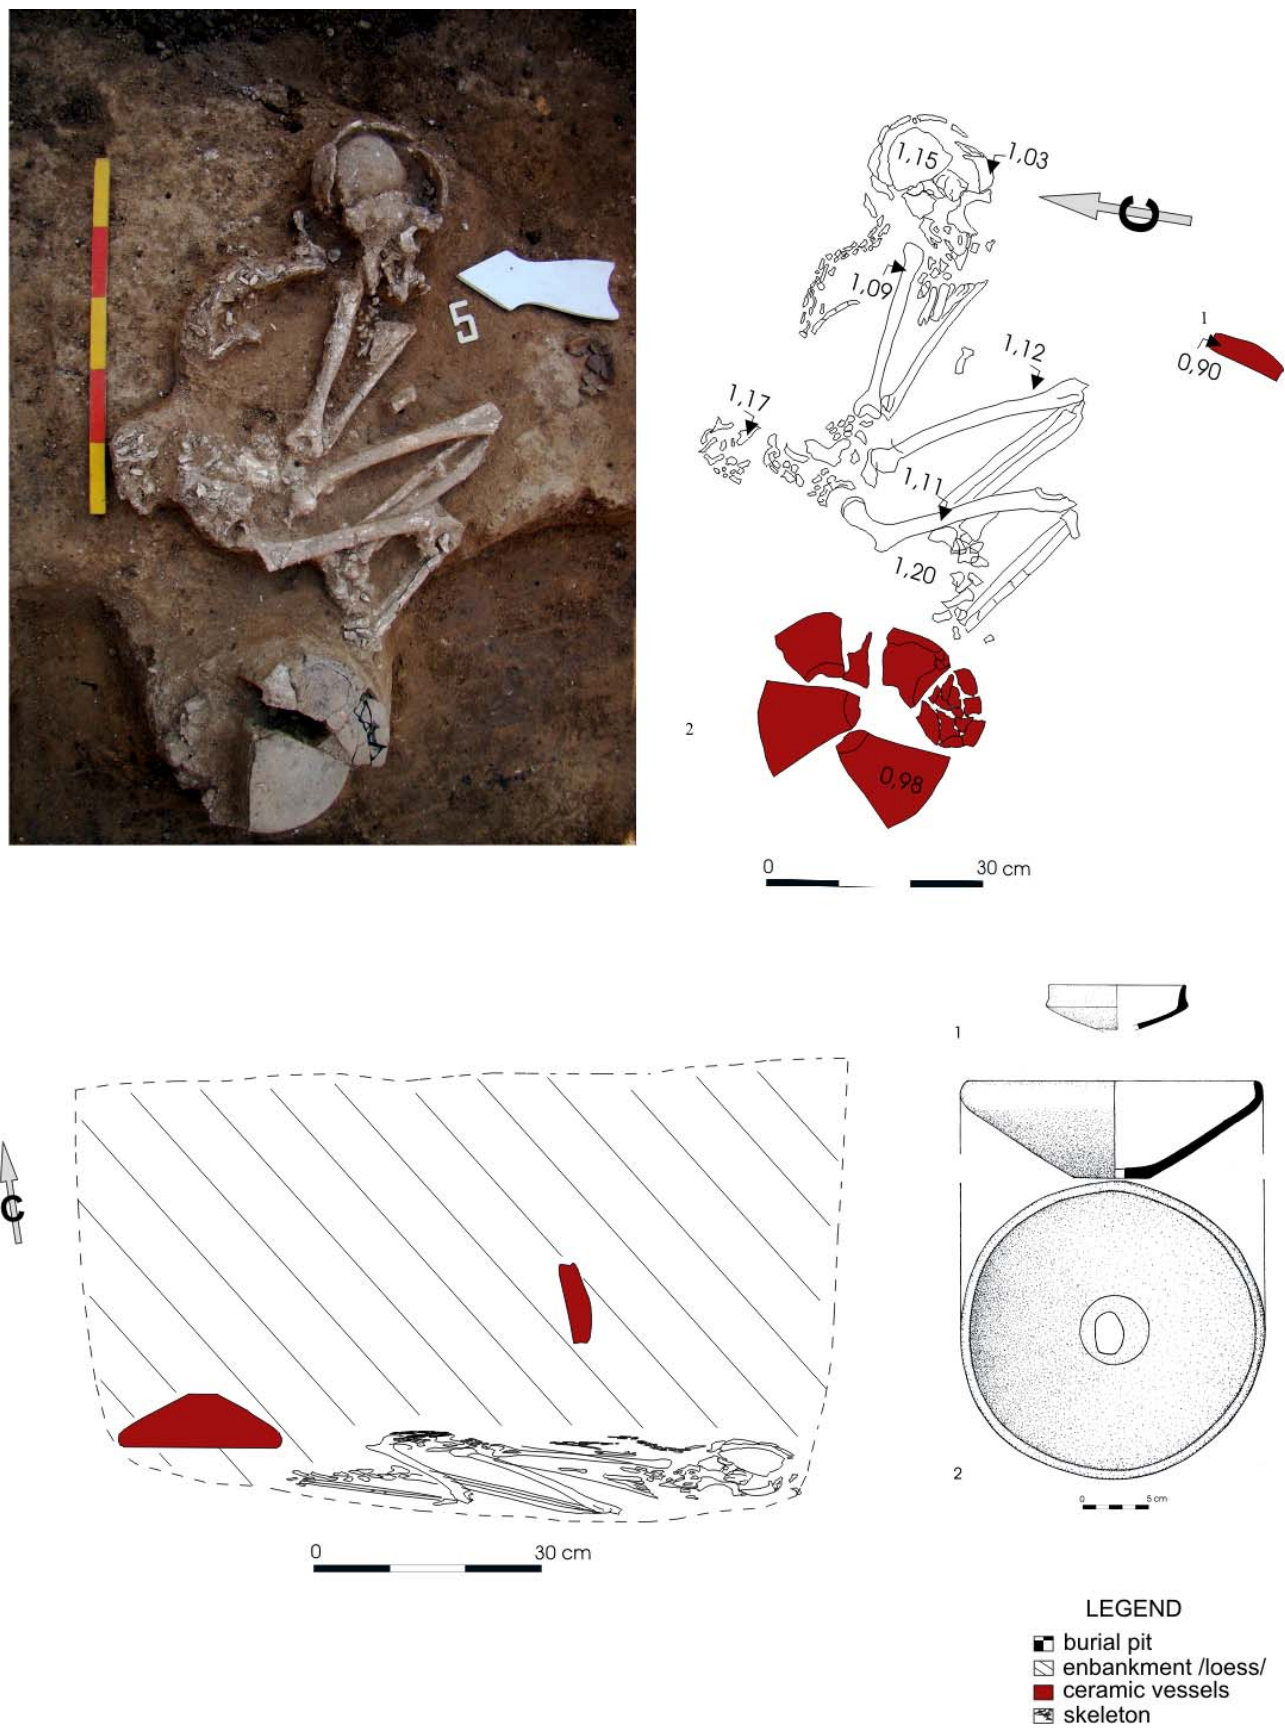 5
1,15
1,03
C
1,09
1
0,90
1,12
1,17
1,11
1,20
2
0,98
0 30 cm
1
C
2
0 5 cm
0 30 cm
LEGEND
burial pit
enbankment /loess/
ceramic vessels
skeleton